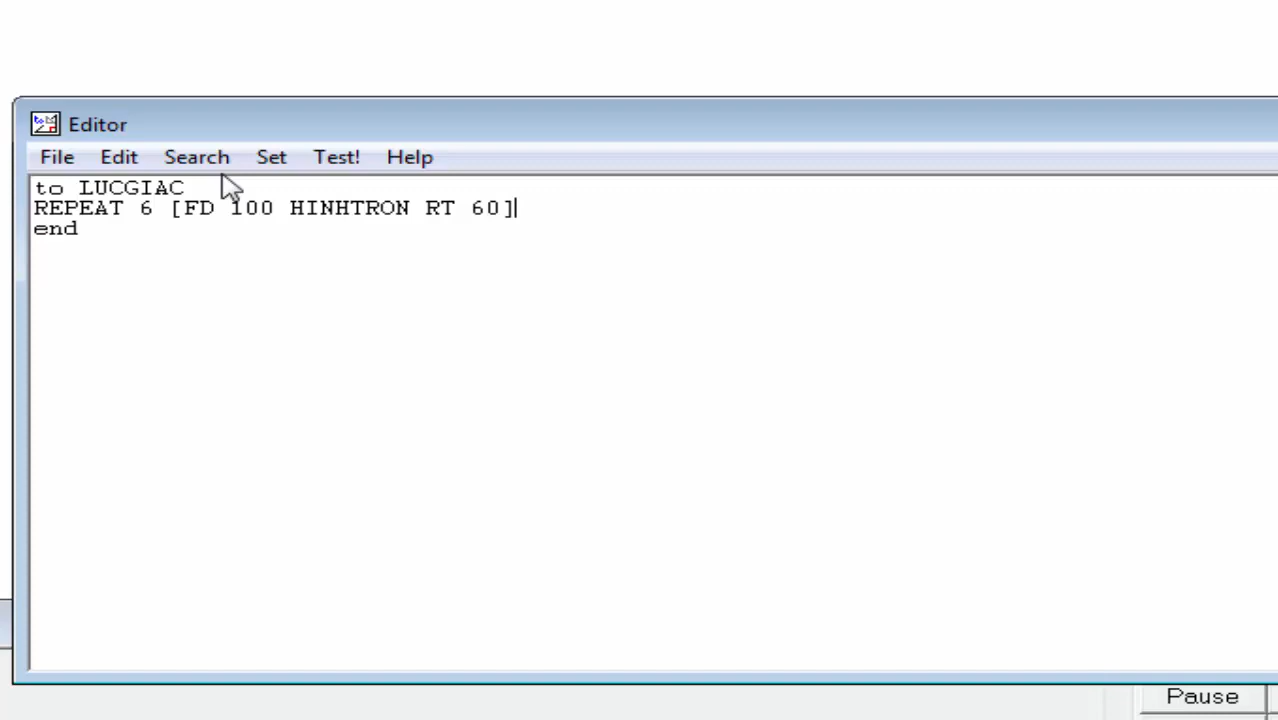 Editor
File Edit Search Set Test! Help
to LUCGIAC
REPEAT 6 [FD 100 HINHTRON RT 60]
end
Pause